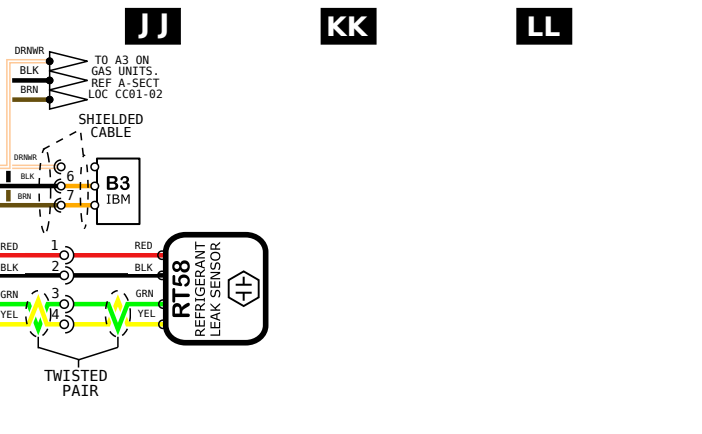 JJ
KK
LL
DRNWR
BLK
BRN
TO A3 ON
GAS UNITS.
REF A-SECT
LOC CC01-02
SHIELDED
CABLE
DRNWR
BLK
BRN
6
7
B3
IBM
RED
BLK
GRN
YEL
1
2
3
4
RED
BLK
GRN
YEL
RT58
REFRIGERANT
LEAK SENSOR
TWISTED
PAIR